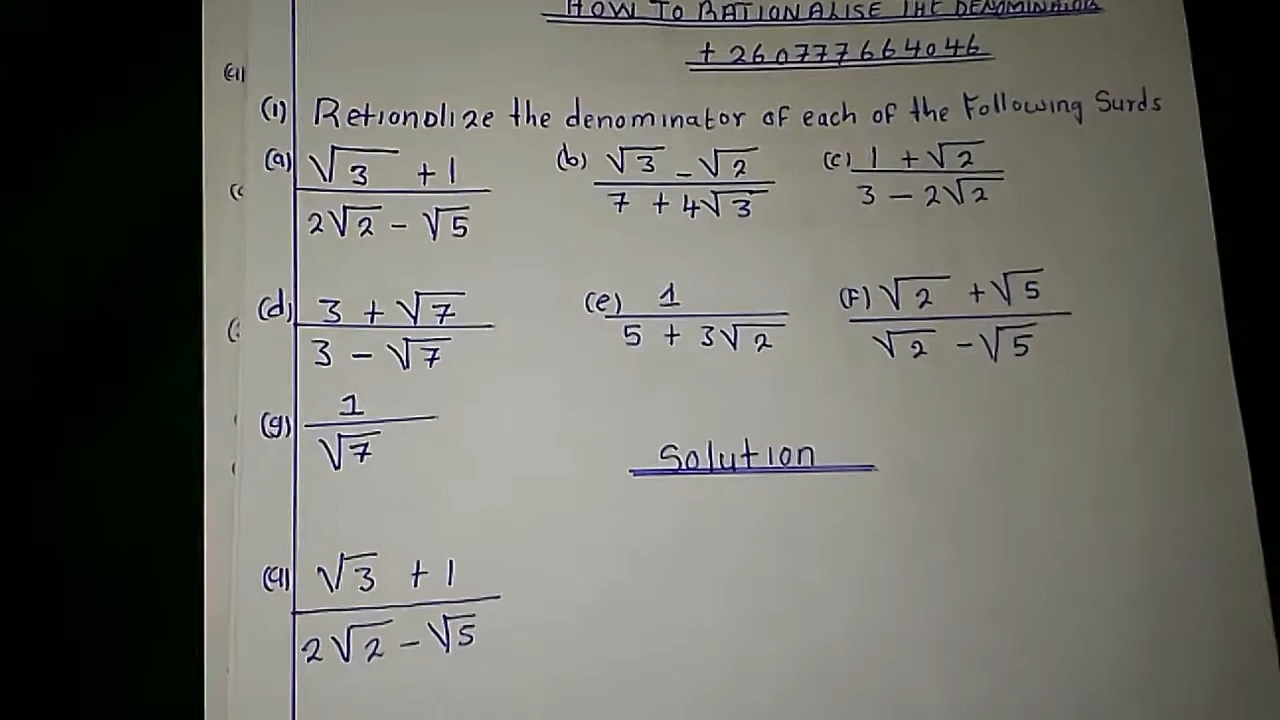 HOW TO RATIONALISE THE DENOMINATOR
+260777664046
(1) Retionolize the denominator of each of the Following Surds
(a) √3 + 1 / 2√2 - √5 (b) √3 - √2 / 7 + 4√3 (c) 1 + √2 / 3 - 2√2
(d) 3 + √7 / 3 - √7 (e) 1 / 5 + 3√2 (F) √2 + √5 / √2 - √5
(g) 1 / √7
Solution
(a) √3 + 1 / 2√2 - √5